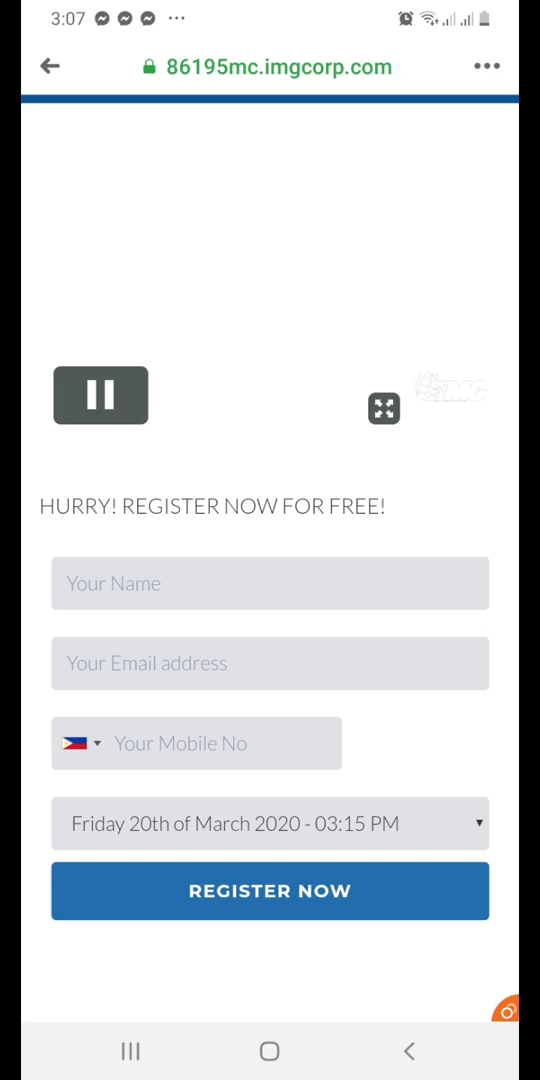 3:07
86195mc.imgcorp.com
IMG
HURRY! REGISTER NOW FOR FREE!
Your Name
Your Email address
Your Mobile No
Friday 20th of March 2020 - 03:15 PM
REGISTER NOW